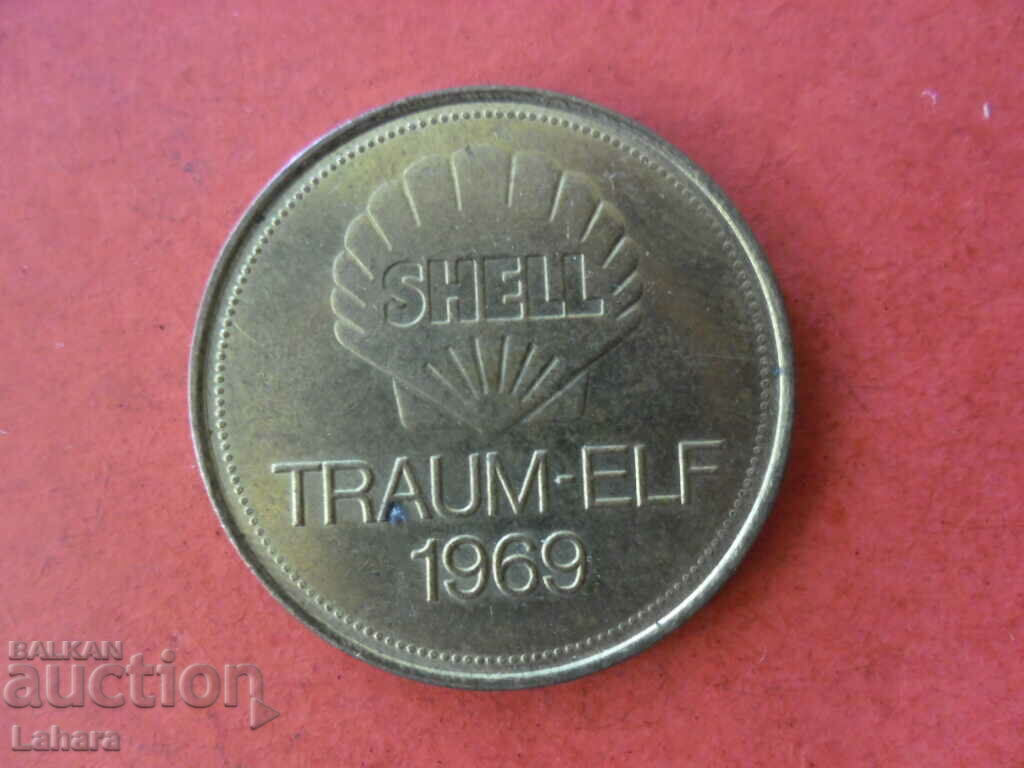 SHELL
TRAUM-ELF
1969
BALKAN
auction
Lahara